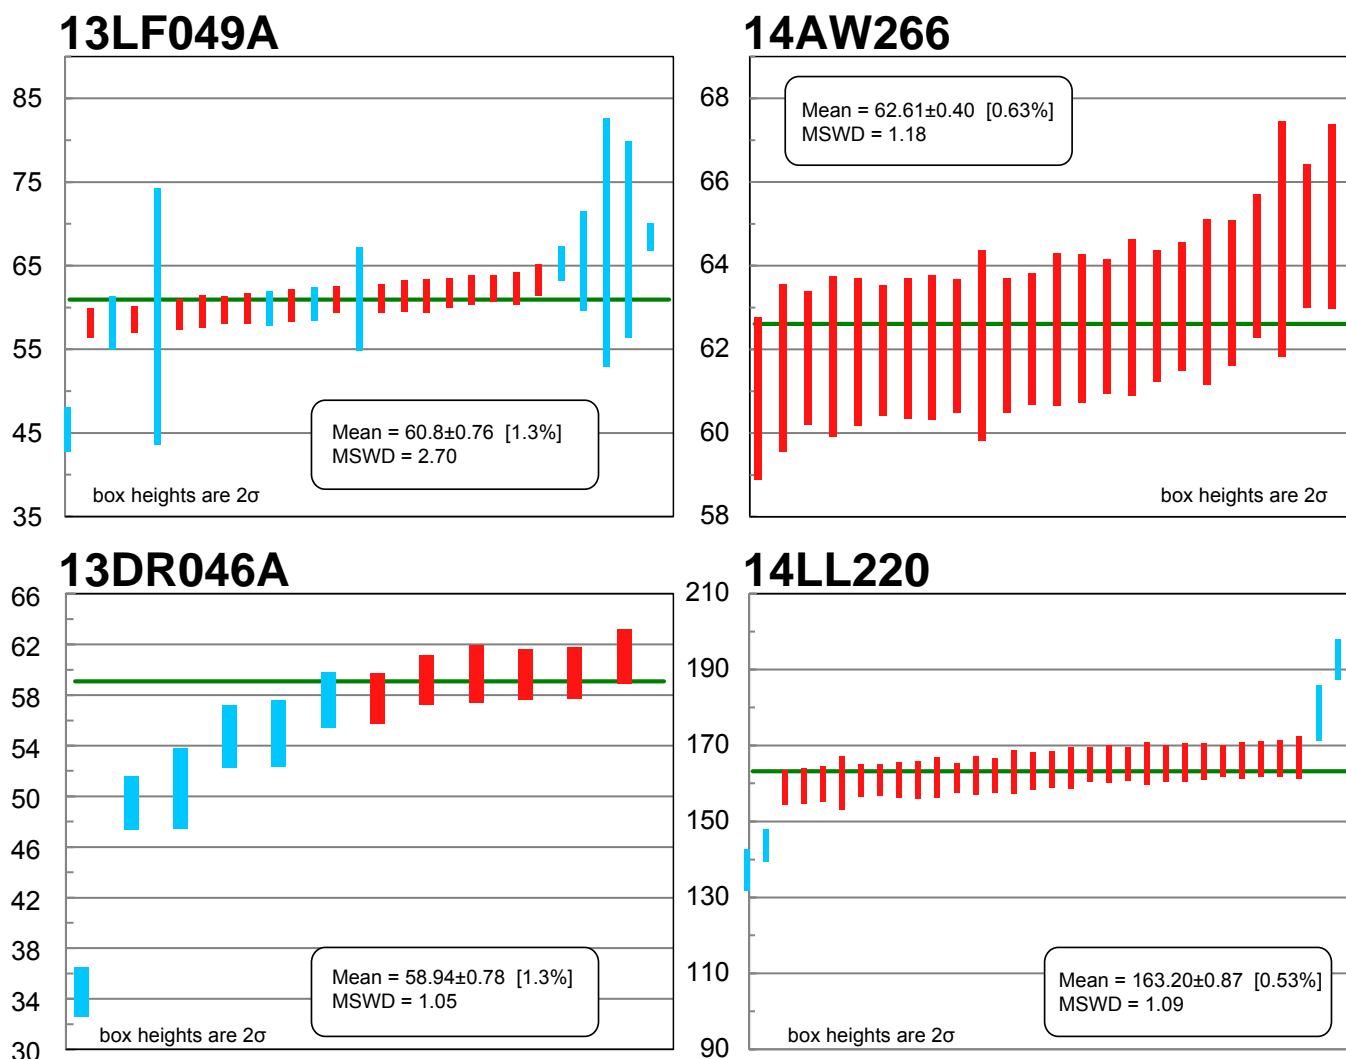 13LF049A
85
75
65
55
45
35
Mean = 60.8±0.76 [1.3%]
MSWD = 2.70
box heights are 2σ
14AW266
68
66
64
62
60
58
Mean = 62.61±0.40 [0.63%]
MSWD = 1.18
box heights are 2σ
13DR046A
66
62
58
54
50
46
42
38
34
30
Mean = 58.94±0.78 [1.3%]
MSWD = 1.05
box heights are 2σ
14LL220
210
190
170
150
130
110
90
Mean = 163.20±0.87 [0.53%]
MSWD = 1.09
box heights are 2σ